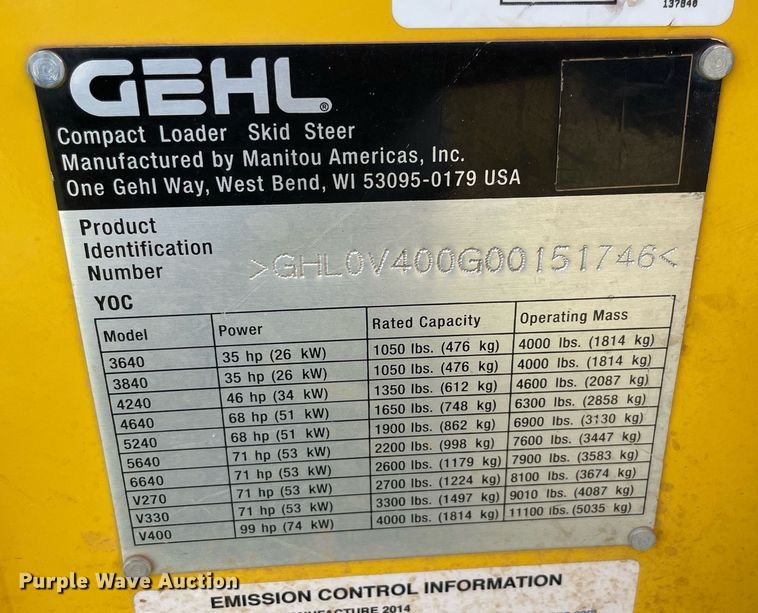 137840
GEHL®
Compact Loader Skid Steer
Manufactured by Manitou Americas, Inc.
One Gehl Way, West Bend, WI 53095-0179 USA
Product
Identification
Number >GHL0V400G00151746<
YOC
Model Power Rated Capacity Operating Mass
3640 35 hp (26 kW) 1050 lbs. (476 kg) 4000 lbs. (1814 kg)
3840 35 hp (26 kW) 1050 lbs. (476 kg) 4000 lbs. (1814 kg)
4240 46 hp (34 kW) 1350 lbs. (612 kg) 4600 lbs. (2087 kg)
4640 68 hp (51 kW) 1650 lbs. (748 kg) 6300 lbs. (2858 kg)
5240 68 hp (51 kW) 1900 lbs. (862 kg) 6900 lbs. (3130 kg)
5640 71 hp (53 kW) 2200 lbs. (998 kg) 7600 lbs. (3447 kg)
6640 71 hp (53 kW) 2600 lbs. (1179 kg) 7900 lbs. (3583 kg)
V270 71 hp (53 kW) 2700 lbs. (1224 kg) 8100 lbs. (3674 kg)
V330 71 hp (53 kW) 3300 lbs. (1497 kg) 9010 lbs. (4087 kg)
V400 99 hp (74 kW) 4000 lbs. (1814 kg) 11100 lbs.(5035 kg)
Purple Wave Auction
EMISSION CONTROL INFORMATION
2014